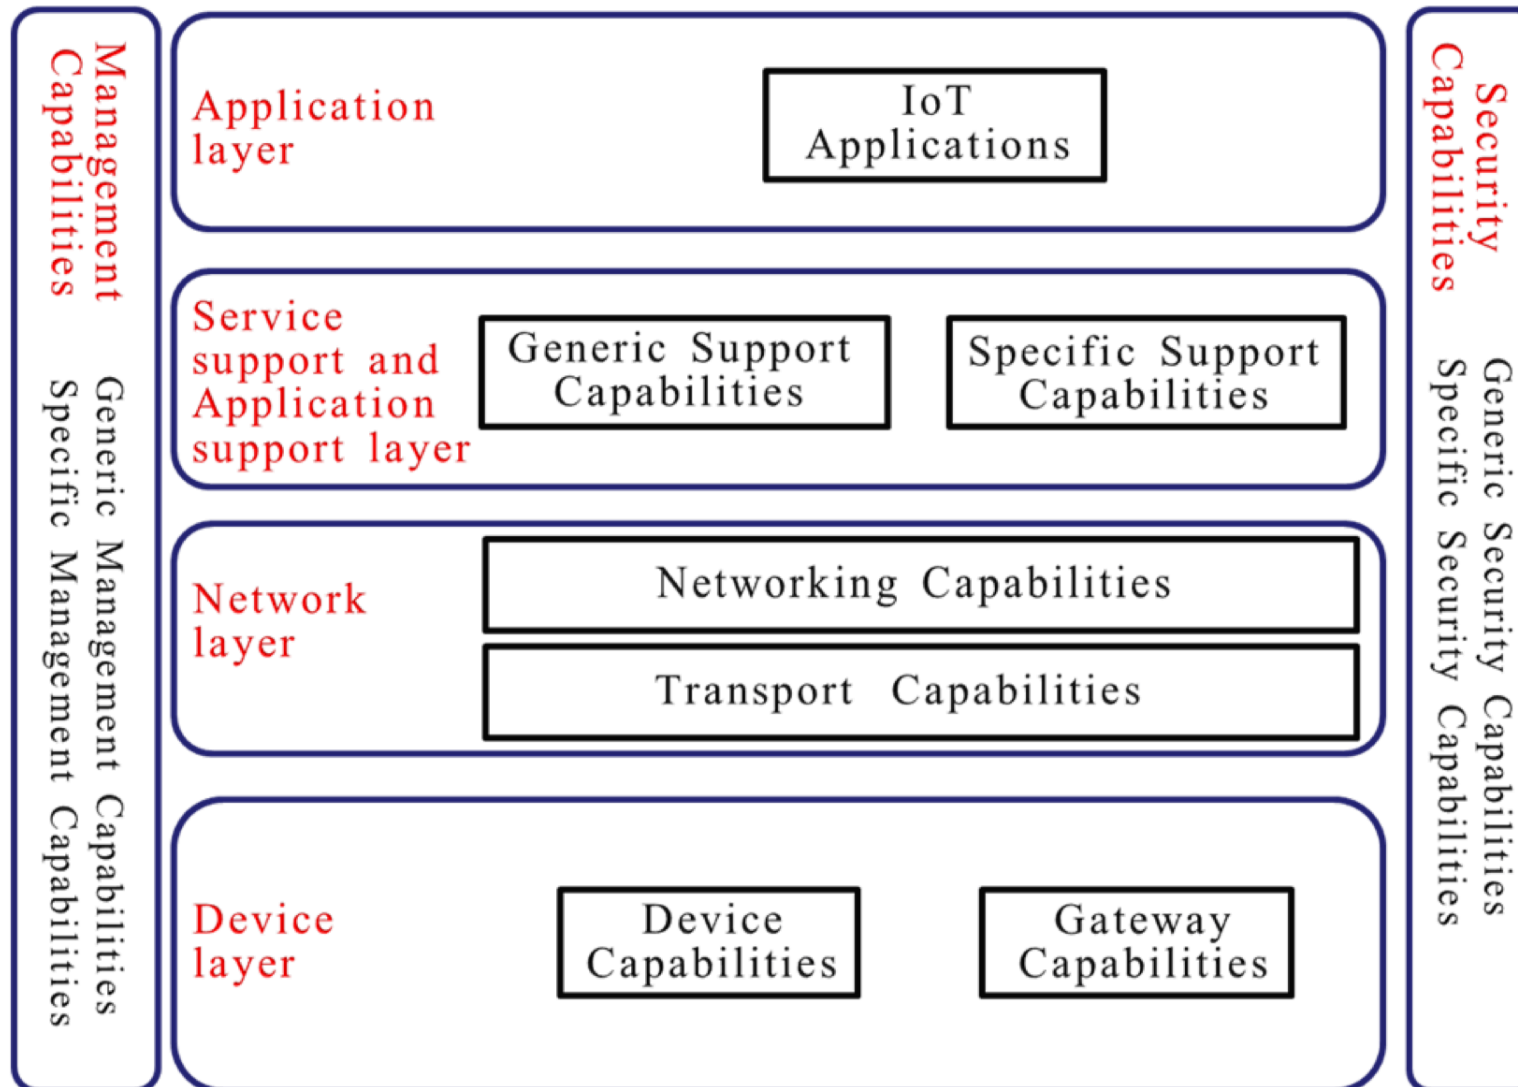 Management
Capabilities
Generic Management Capabilities
Specific Management Capabilities
Application
layer
IoT
Applications
Service
support and
Application
support layer
Generic Support
Capabilities
Specific Support
Capabilities
Network
layer
Networking Capabilities
Transport Capabilities
Device
layer
Device
Capabilities
Gateway
Capabilities
Security
Capabilities
Generic Security Capabilities
Specific Security Capabilities